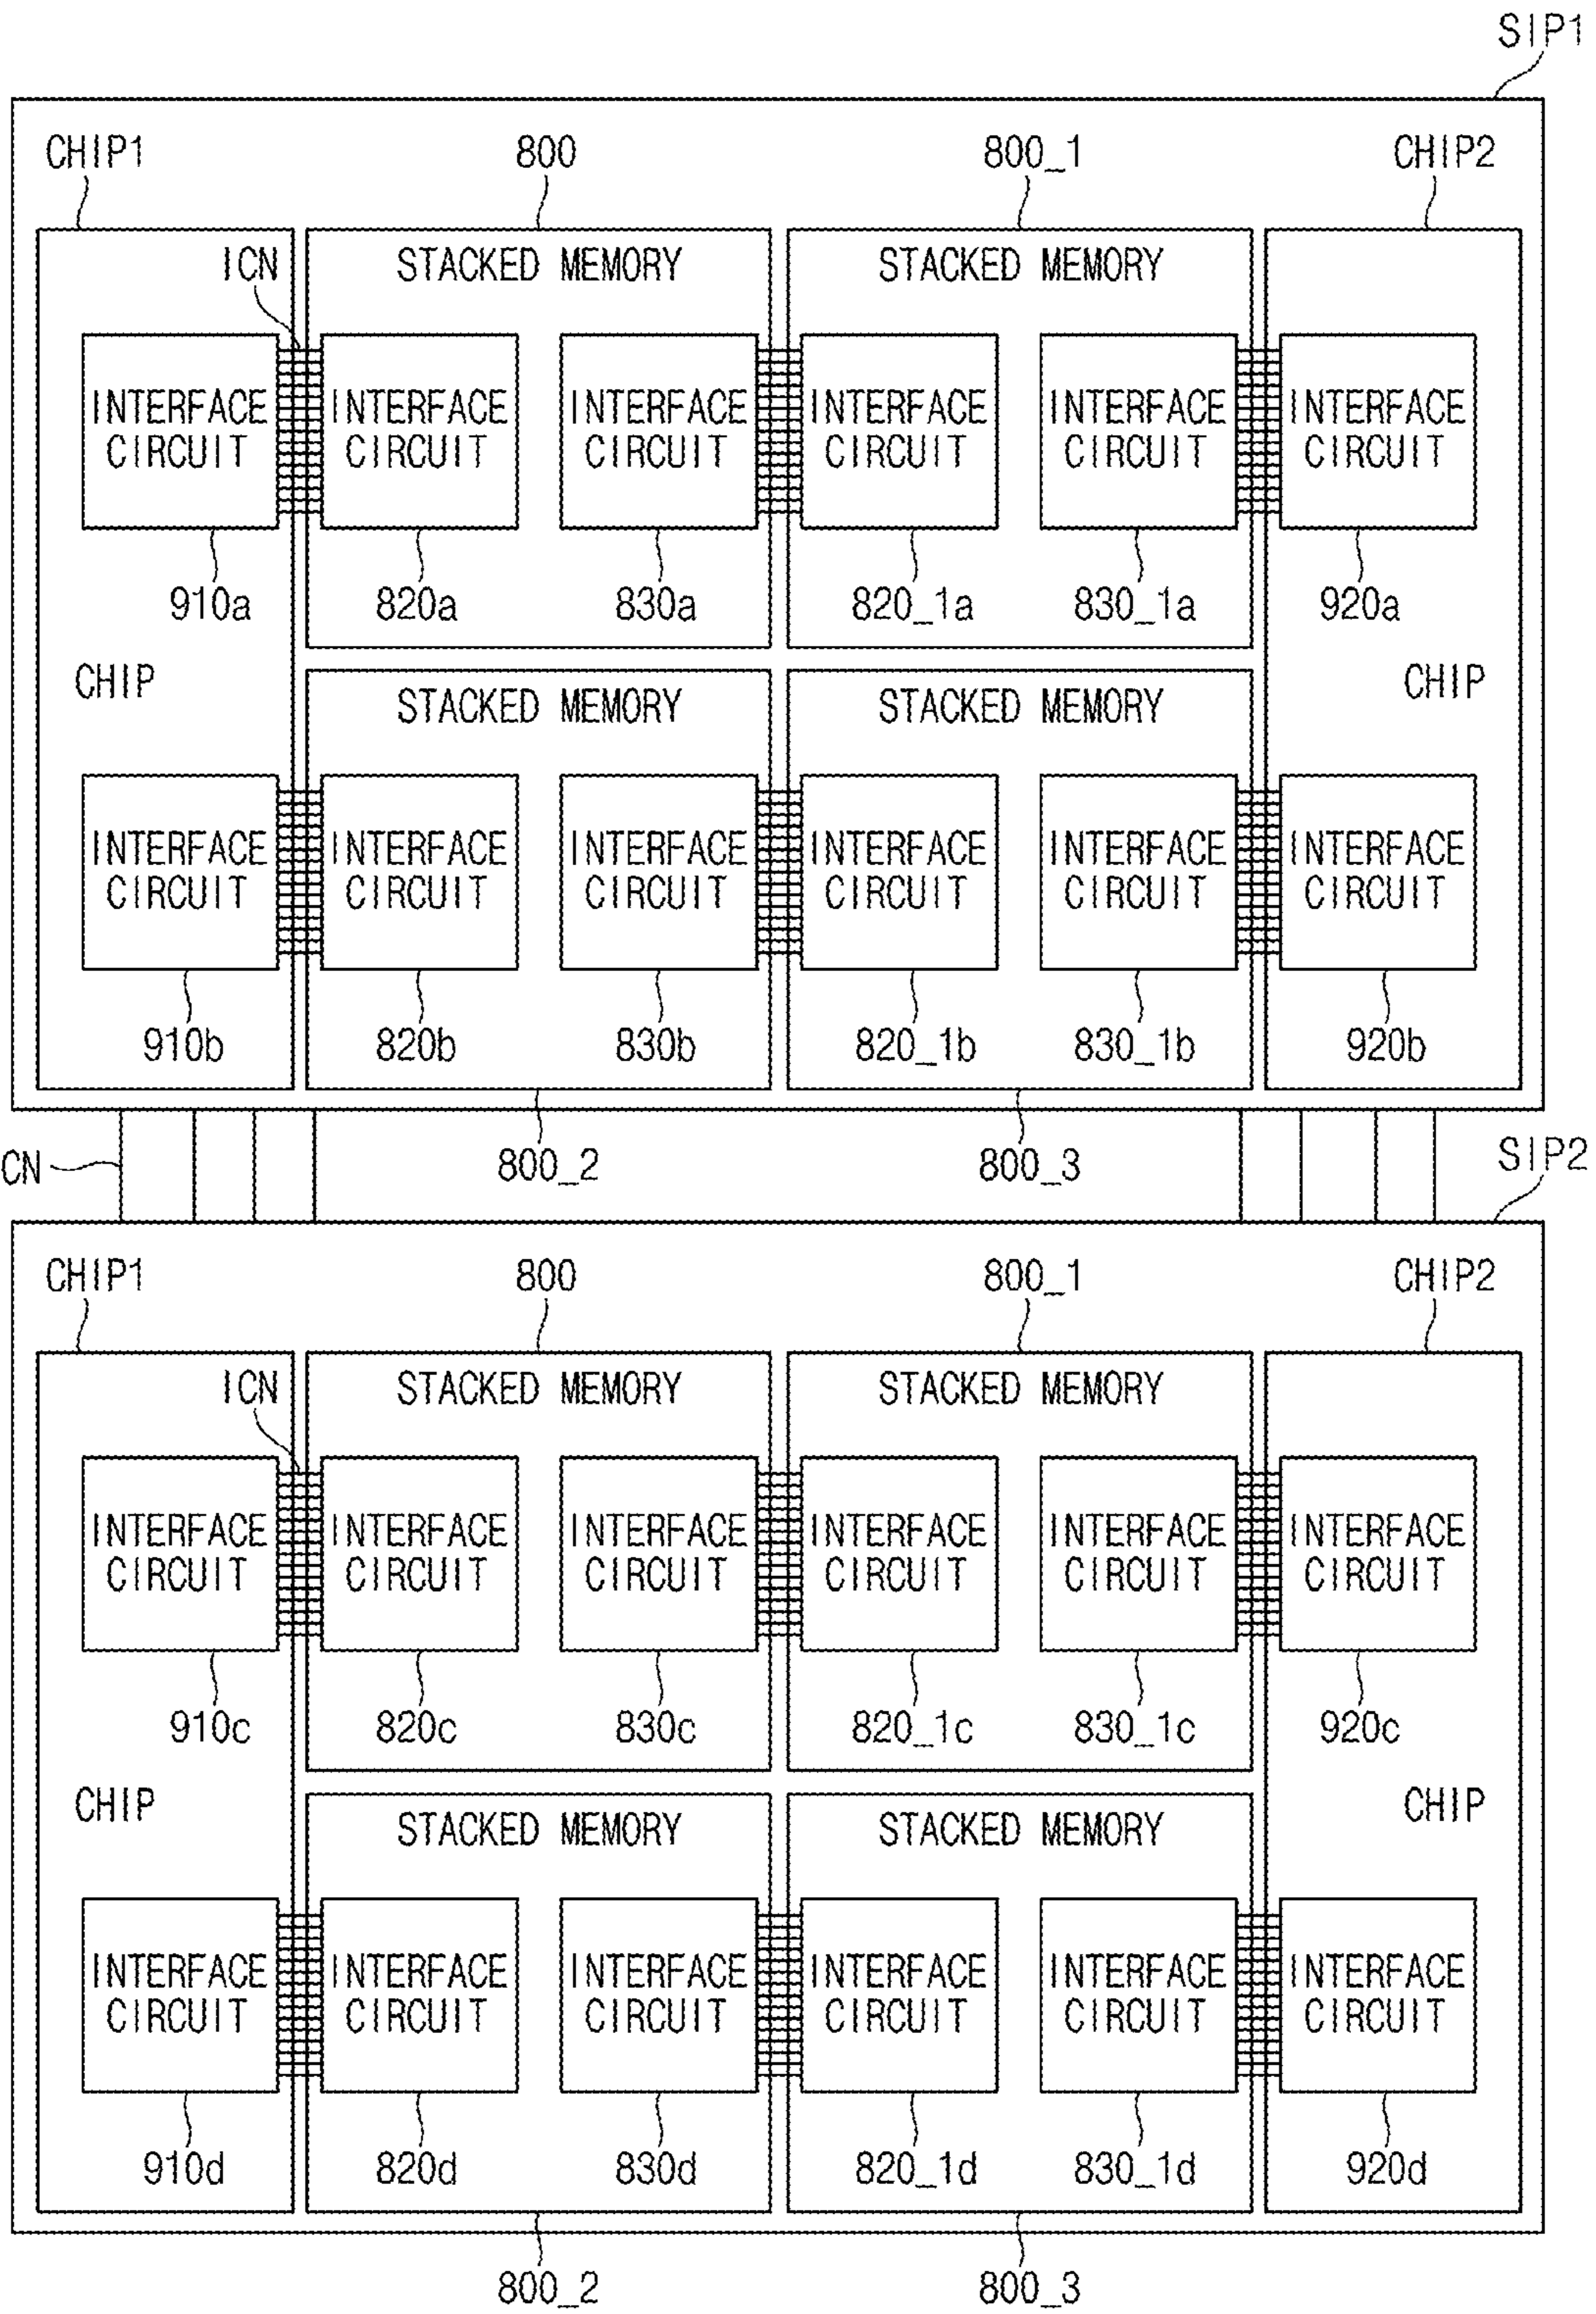 SIP1
CHIP1 800 800_1 CHIP2
ICN STACKED MEMORY STACKED MEMORY
INTERFACE INTERFACE INTERFACE INTERFACE INTERFACE INTERFACE
CIRCUIT CIRCUIT CIRCUIT CIRCUIT CIRCUIT CIRCUIT
910a 820a 830a 820_1a 830_1a 920a
CHIP CHIP
STACKED MEMORY STACKED MEMORY
INTERFACE INTERFACE INTERFACE INTERFACE INTERFACE INTERFACE
CIRCUIT CIRCUIT CIRCUIT CIRCUIT CIRCUIT CIRCUIT
910b 820b 830b 820_1b 830_1b 920b
CN 800_2 800_3 SIP2
CHIP1 800 800_1 CHIP2
ICN STACKED MEMORY STACKED MEMORY
INTERFACE INTERFACE INTERFACE INTERFACE INTERFACE INTERFACE
CIRCUIT CIRCUIT CIRCUIT CIRCUIT CIRCUIT CIRCUIT
910c 820c 830c 820_1c 830_1c 920c
CHIP CHIP
STACKED MEMORY STACKED MEMORY
INTERFACE INTERFACE INTERFACE INTERFACE INTERFACE INTERFACE
CIRCUIT CIRCUIT CIRCUIT CIRCUIT CIRCUIT CIRCUIT
910d 820d 830d 820_1d 830_1d 920d
800_2 800_3